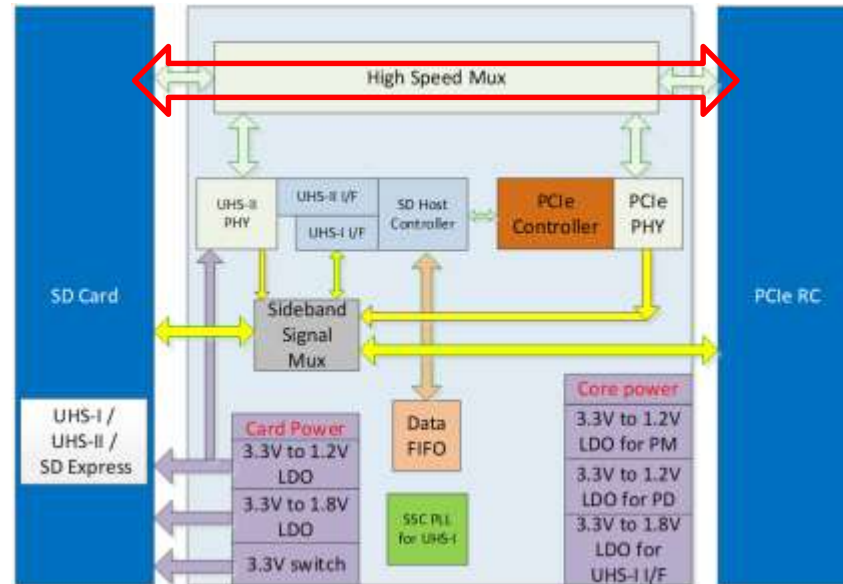 High Speed Mux
UHS-II
PHY
UHS-II I/F
UHS-I I/F
SD Host
Controller
PCIe
Controller
PCIe
PHY
SD Card
PCIe RC
Sideband
Signal
Mux
UHS-I /
UHS-II /
SD Express
Card Power
3.3V to 1.2V
LDO
3.3V to 1.8V
LDO
3.3V switch
Data
FIFO
SSC PLL
for UHS-I
Core power
3.3V to 1.2V
LDO for PM
3.3V to 1.2V
LDO for PD
3.3V to 1.8V
LDO for
UHS-I I/F